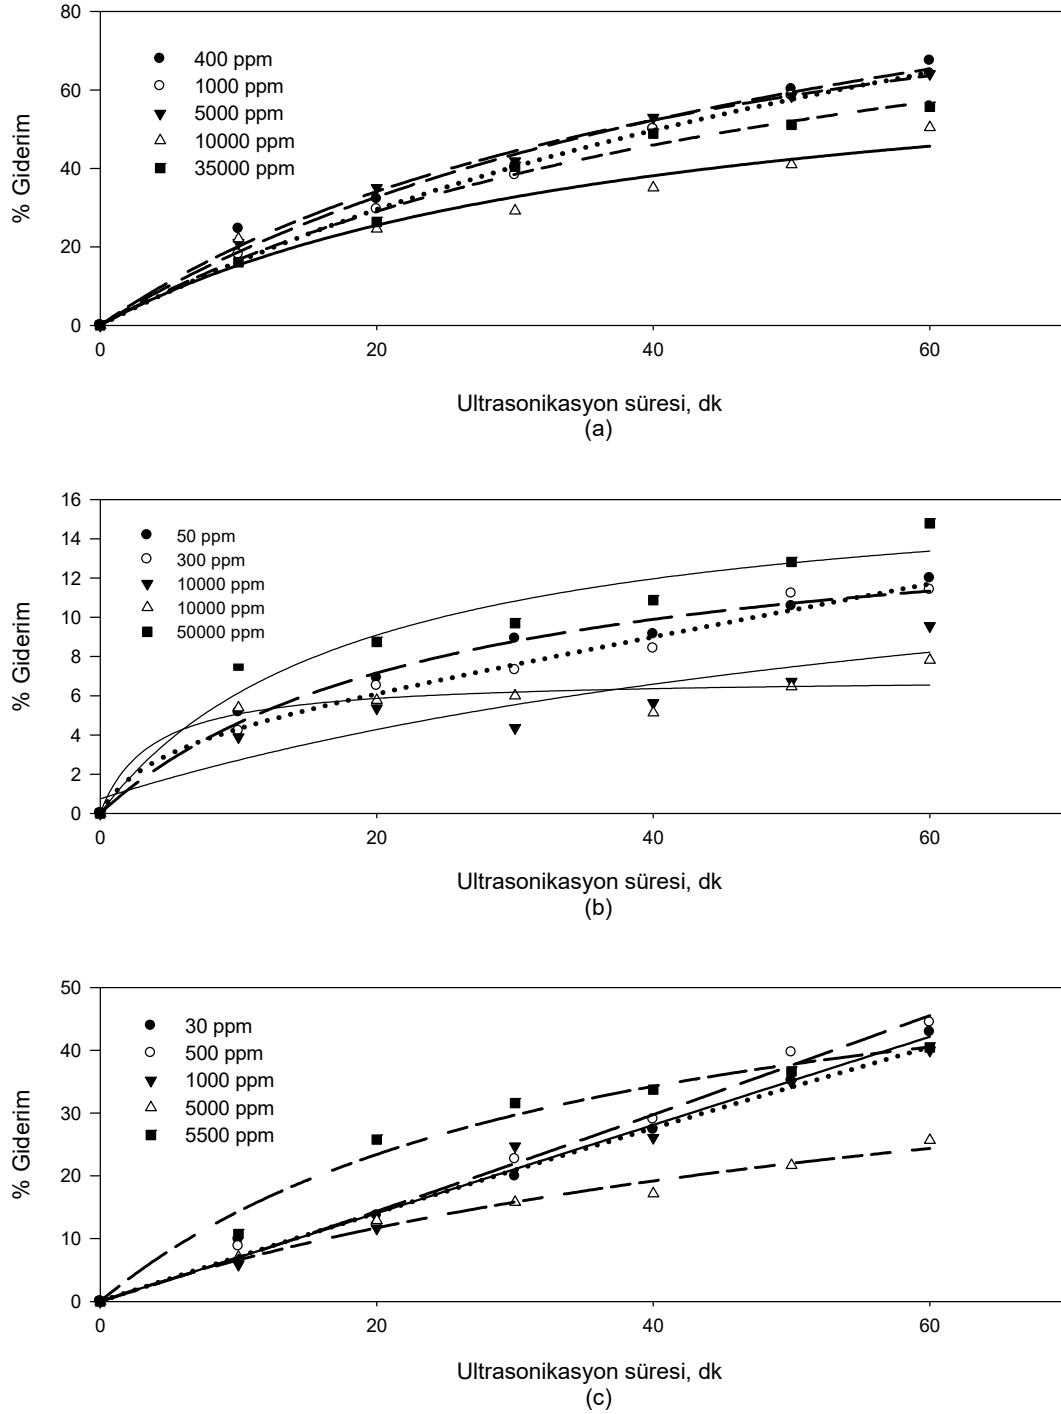 80
400 ppm
60
1000 ppm
5000 ppm
10000 ppm
40
35000 ppm
% Giderim
20
0
0 20 40 60
Ultrasonikasyon süresi, dk
(a)
16
14
50 ppm
300 ppm
12
10000 ppm
10
10000 ppm
50000 ppm
8
% Giderim
6
4
2
0
0 20 40 60
Ultrasonikasyon süresi, dk
(b)
50
30 ppm
40
500 ppm
1000 ppm
30
5000 ppm
5500 ppm
% Giderim
20
10
0
0 20 40 60
Ultrasonikasyon süresi, dk
(c)